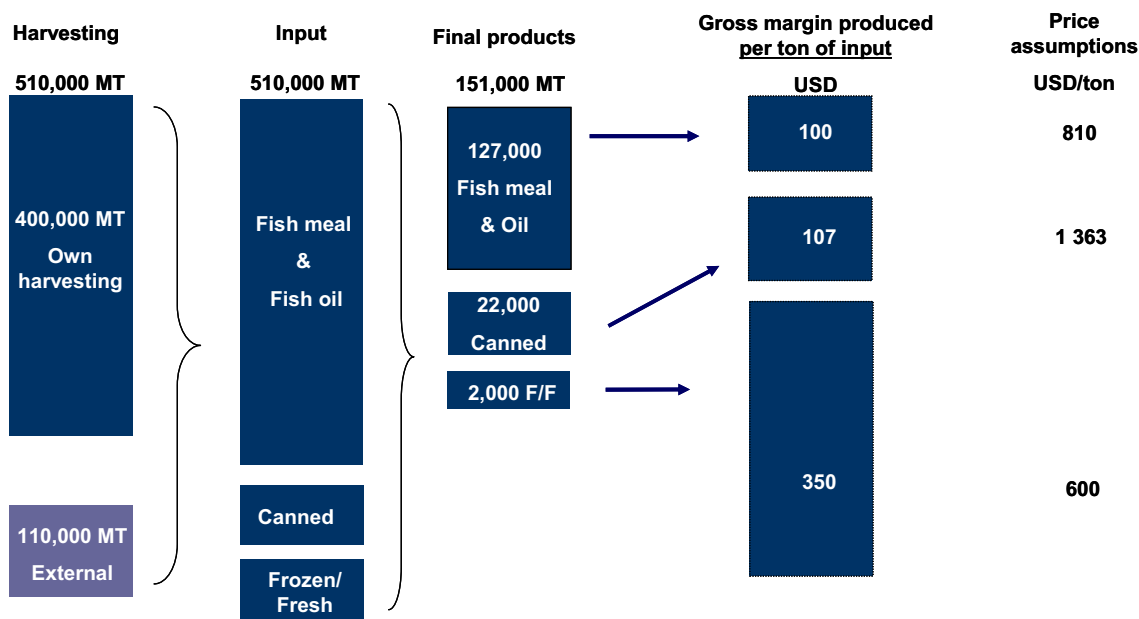 Harvesting
510,000 MT
400,000 MT
Own
harvesting
110,000 MT
External
Input
510,000 MT
Fish meal
&
Fish oil
Canned
Frozen/
Fresh
Final products
151,000 MT
127,000
Fish meal
& Oil
22,000
Canned
2,000 F/F
Gross margin produced
per ton of input
USD
100
107
350
Price
assumptions
USD/ton
810
1 363
600